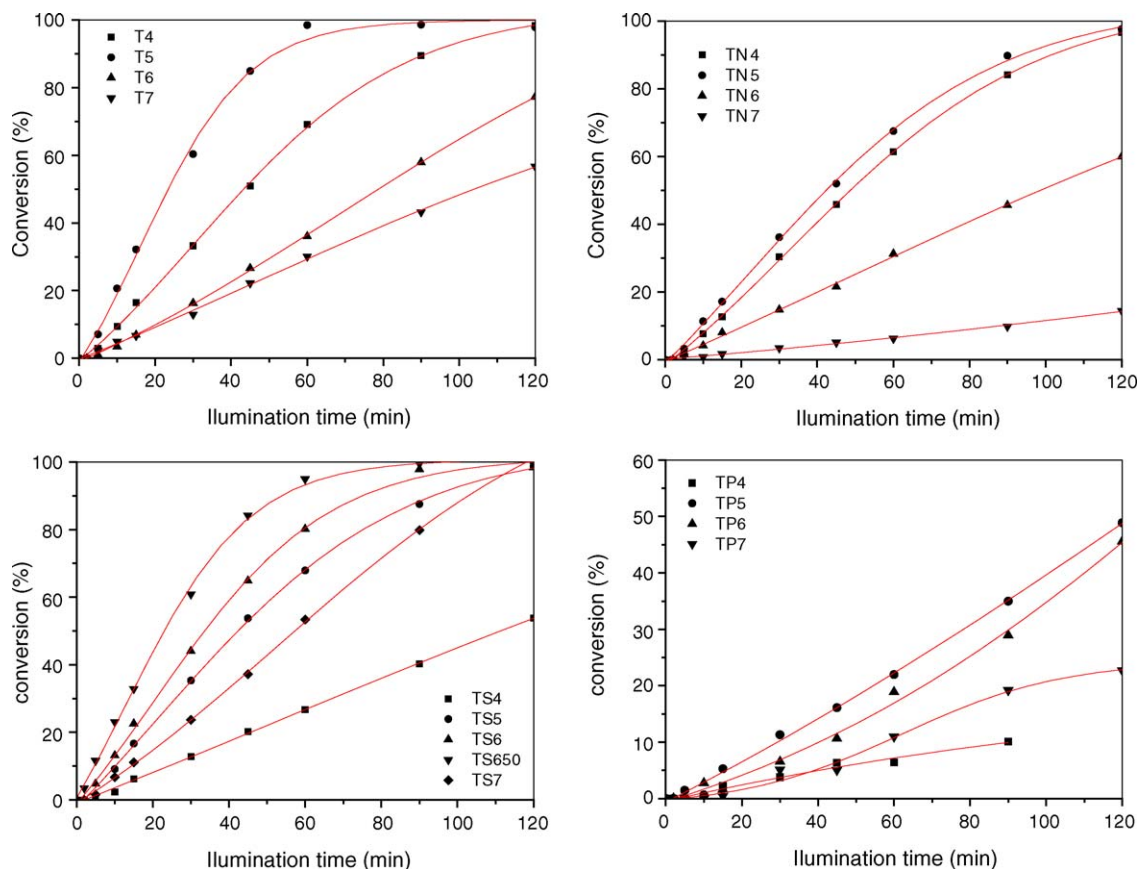 100
80
60
40
20
0
Conversion (%)
T4
T5
T6
T7
0 20 40 60 80 100 120
Illumination time (min)
100
80
60
40
20
0
Conversion (%)
TN4
TN5
TN6
TN7
0 20 40 60 80 100 120
Illumination time (min)
100
80
60
40
20
0
conversion (%)
TS4
TS5
TS6
TS650
TS7
0 20 40 60 80 100 120
Illumination time (min)
60
50
40
30
20
10
0
conversion (%)
TP4
TP5
TP6
TP7
0 20 40 60 80 100 120
Illumination time (min)